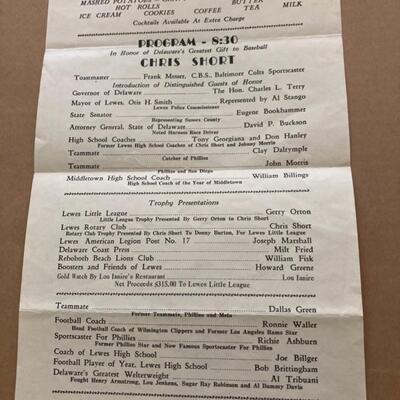 MASHED POTATOES
BUTTER
HOT ROLLS
TEA MILK
ICE CREAM COOKIES COFFEE
Cocktails Available At Extra Charge
PROGRAM - 8:30
In Honor of Delaware's Greatest Gift to Baseball
CHRIS SHORT
Toastmaster Frank Messer, C.B.S., Baltimore Colts Sportscaster
Introduction of Distinguished Guests of Honor
Governor of Delaware The Hon. Charles L. Terry
Mayor of Lewes, Otis H. Smith Represented by Al Stango
Lewes Police Commissioner
State Senator Eugene Bookhammer
Representing Sussex County
Attorney General, State of Delaware David P. Buckson
Noted Harness Race Driver
High School Coaches Tony Georgiana and Don Hanley
Former Lewes High School Coaches of Chris Short and Johnny Morris
Teammate Clay Dalrymple
Catcher of Phillies
Teammate John Morris
Phillies and San Diego
Middletown High School Coach William Billings
High School Coach of the Year of Middletown
Trophy Presentations
Lewes Little League Gerry Orton
Little League Trophy Presented By Gerry Orton to Chris Short
Lewes Rotary Club Chris Short
Rotary Club Trophy Presented By Chris Short To Donny Burton, For Lewes Little League
Lewes American Legion Post No. 17 Joseph Marshall
Delaware Coast Press Milt Fried
Rehoboth Beach Lions Club William Fisk
Boosters and Friends of Lewes Howard Greene
Gold Watch By Lou Ianire's Restaurant Lou Ianire
Net Proceeds $315.00 To Lewes Little League
Teammate Dallas Green
Former Teammate, Phillies and Mets
Football Coach Ronnie Waller
Head Football Coach of Wilmington Clippers and Former Los Angeles Rams Star
Sportscaster For Phillies Richie Ashburn
Former Phillies Star and Now Famous Sportscaster For Phillies
Coach of Lewes High School Joe Billger
Football Player of Year, Lewes High School Bob Brittingham
Delaware's Greatest Welterweight Al Tribuani
Fought Henry Armstrong, Lou Jenkens, Sugar Ray Robinson and Al Bummy Davis